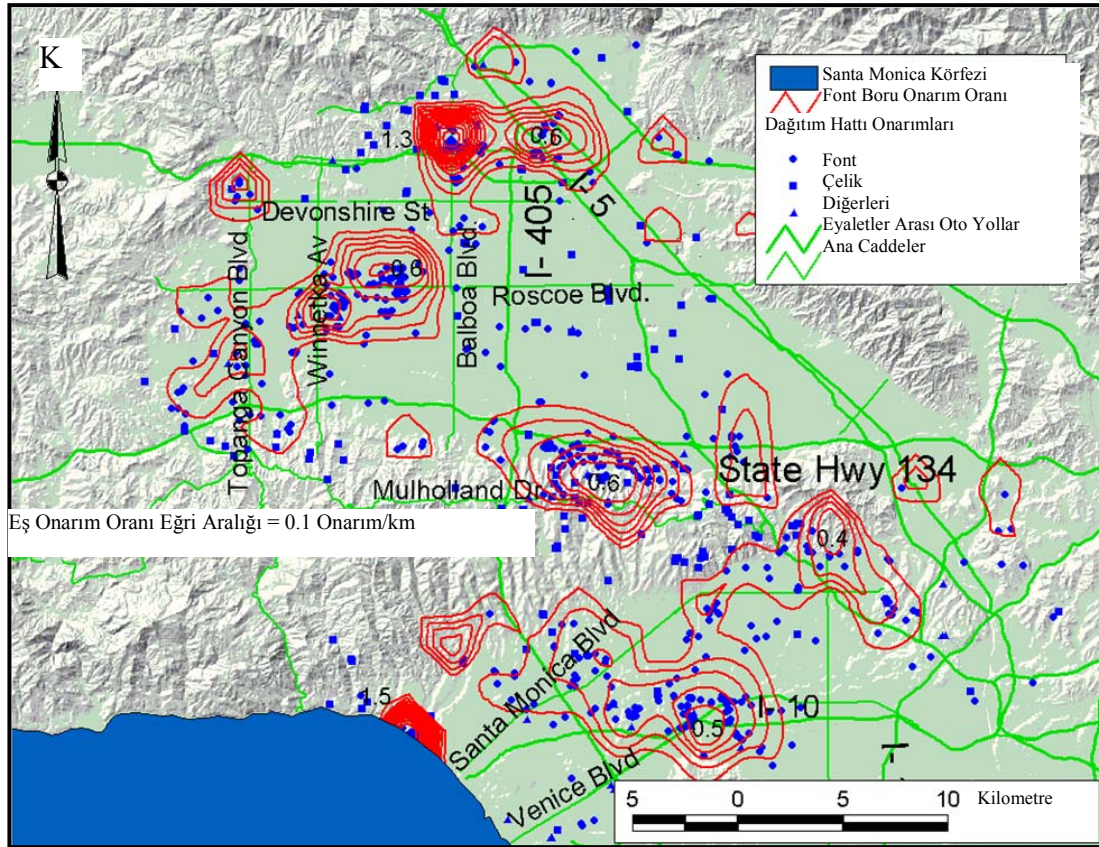 K
Santa Monica Körfezi
Font Boru Onarım Oranı
Dağıtım Hattı Onarımları
Font
Çelik
Diğerleri
Eyaletler Arası Oto Yollar
Ana Caddeler
1.3
0.6
I- 5
I- 405
Devonshire St
0.6
Roscoe Blvd.
Topanga Canyon Blvd
Winnetka Av
Balboa Blvd
State Hwy 134
Mulholland Dr
0.6
Eş Onarım Oranı Eğri Aralığı = 0.1 Onarım/km
0.4
Santa Monica Blvd
1.5
I- 10
0.5
Venice Blvd
5 0 5 10 Kilometre